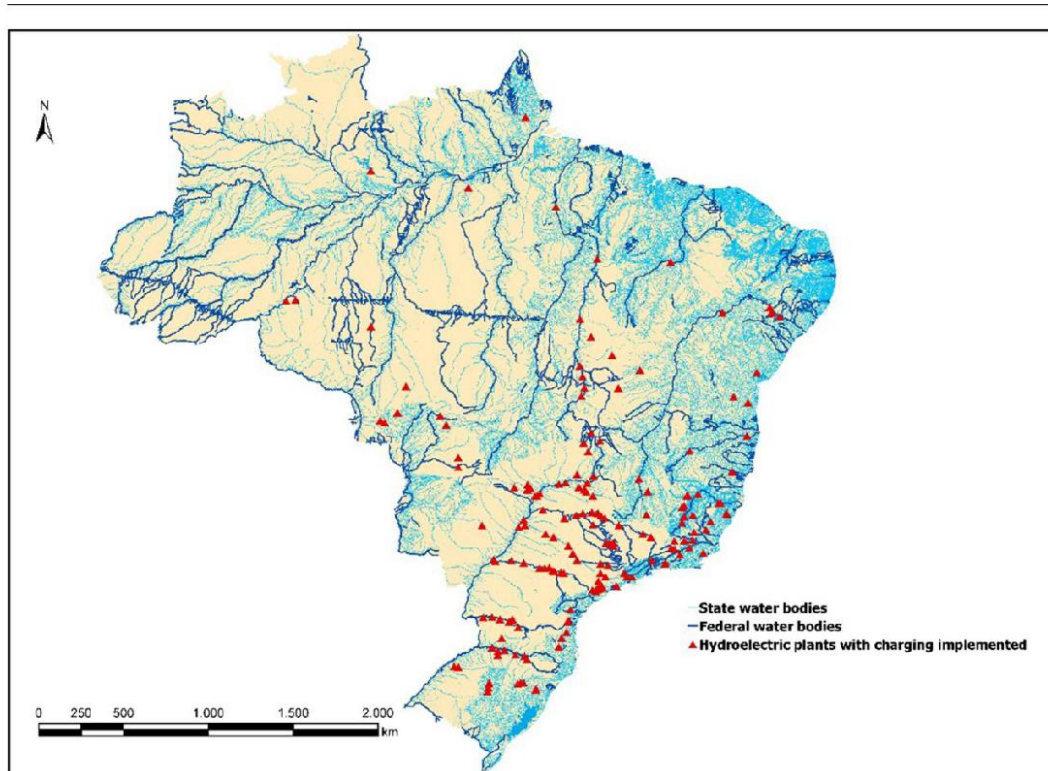 N
State water bodies
Federal water bodies
Hydroelectric plants with charging implemented
0 250 500 1.000 1.500 2.000
km